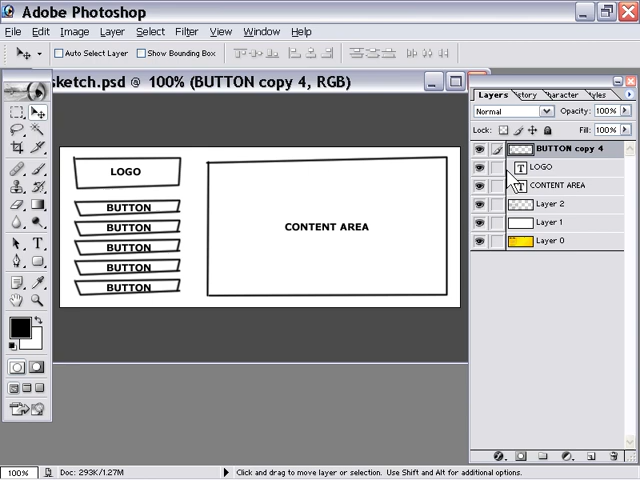 Adobe Photoshop
File Edit Image Layer Select Filter View Window Help
Auto Select Layer Show Bounding Box
sketch.psd @ 100% (BUTTON copy 4, RGB)
Layers story haracter yles
Normal Opacity: 100%
Lock: Fill: 100%
BUTTON copy 4
T LOGO
T CONTENT AREA
Layer 2
Layer 1
Layer 0
LOGO
BUTTON
BUTTON
BUTTON
BUTTON
BUTTON
CONTENT AREA
T
100% Doc: 293K/1.27M Click and drag to move layer or selection. Use Shift and Alt for additional options.